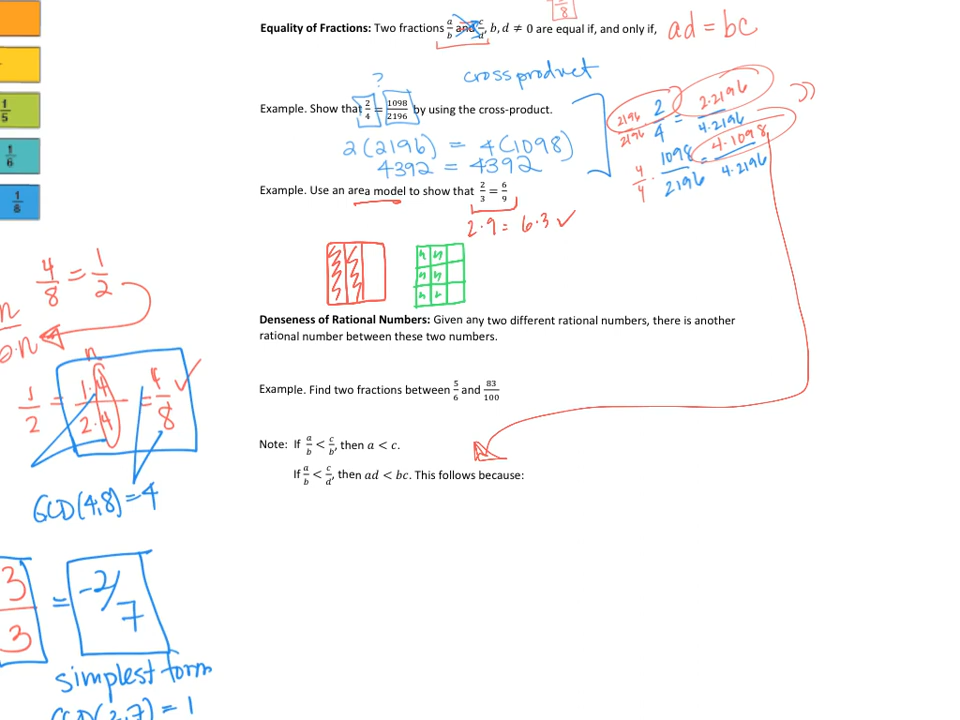 1/8
Equality of Fractions: Two fractions a/b and c/d, b, d ≠ 0 are equal if, and only if, ad = bc
? cross product
Example. Show that 2/4 = 1098/2196 by using the cross-product.
2196/2196 · 2/4 = 2·2196/4·2196
2(2196) = 4(1098)
4392 = 4392
4/4 · 1098/2196 = 4·1098/4·2196
Example. Use an area model to show that 2/3 = 6/9
2·9 = 6·3 ✓
Denseness of Rational Numbers: Given any two different rational numbers, there is another
rational number between these two numbers.
Example. Find two fractions between 5/6 and 83/100
Note: If a/b < c/b, then a < c.
If a/b < c/d, then ad < bc. This follows because:
1/5
1/6
1/8
4/8 = 1/2
n
1/2 = 1·4/2·4 = 4/8 ✓
GCD(4,8) = 4
3/3 = -2/7
simplest form